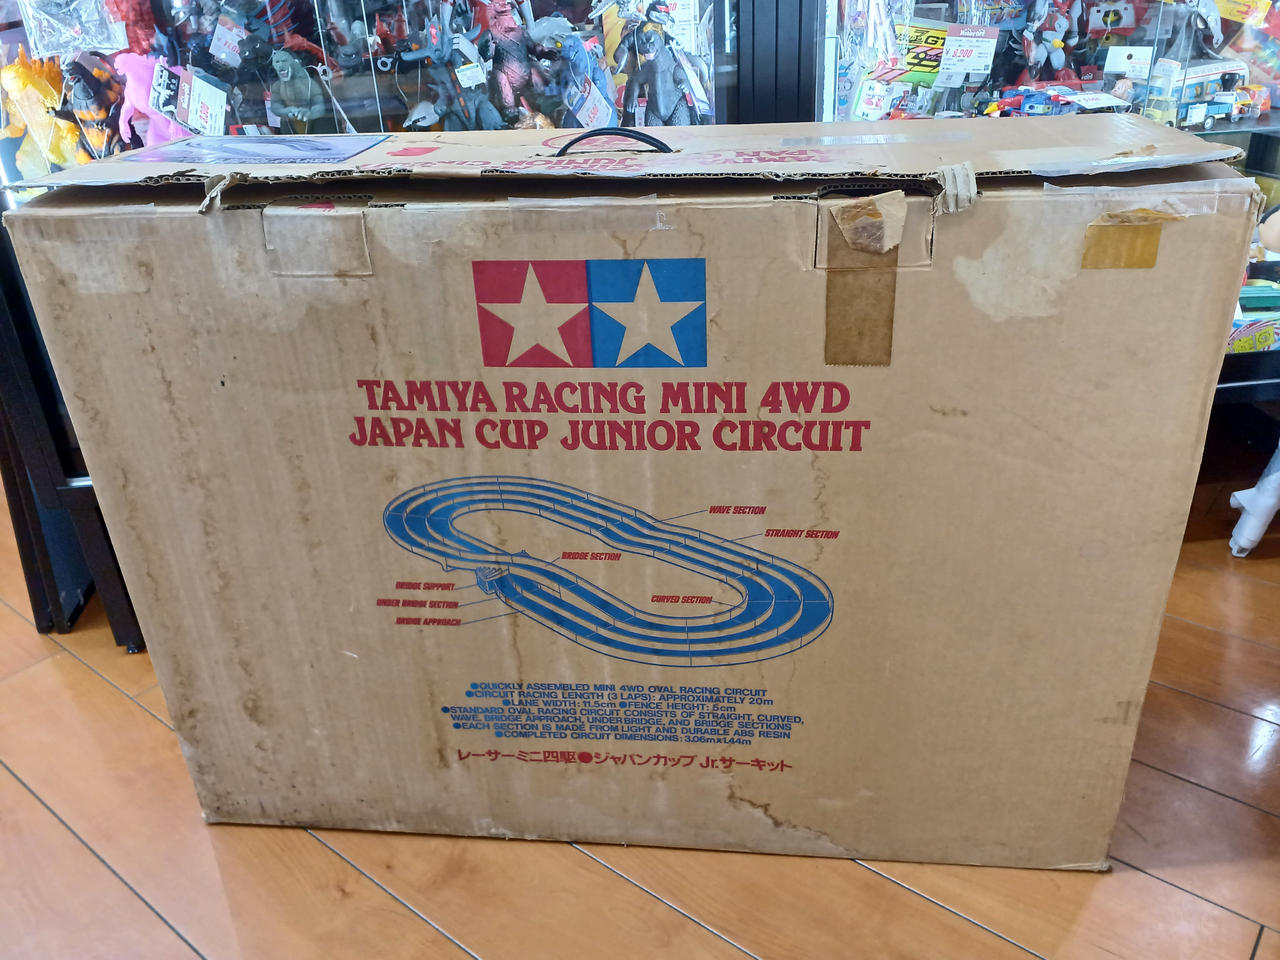 TAMIYA RACING MINI 4WD
JAPAN CUP JUNIOR CIRCUIT
WAVE SECTION
STRAIGHT SECTION
BRIDGE SECTION
BRIDGE SUPPORT
CURVED SECTION
UNDER BRIDGE SECTION
BRIDGE APPROACH
●QUICKLY ASSEMBLED MINI 4WD OVAL RACING CIRCUIT
●CIRCUIT RACING LENGTH (3 LAPS): APPROXIMATELY 20m
●LANE WIDTH: 11.5cm ●FENCE HEIGHT: 5cm
●STANDARD OVAL RACING CIRCUIT CONSISTS OF STRAIGHT, CURVED,
WAVE, BRIDGE APPROACH, UNDER BRIDGE, AND BRIDGE SECTIONS
●EACH SECTION IS MADE FROM LIGHT AND DURABLE ABS RESIN
●COMPLETED CIRCUIT DIMENSIONS: 3.06m×1.44m
レーサーミニ四駆●ジャパンカップ Jr.サーキット